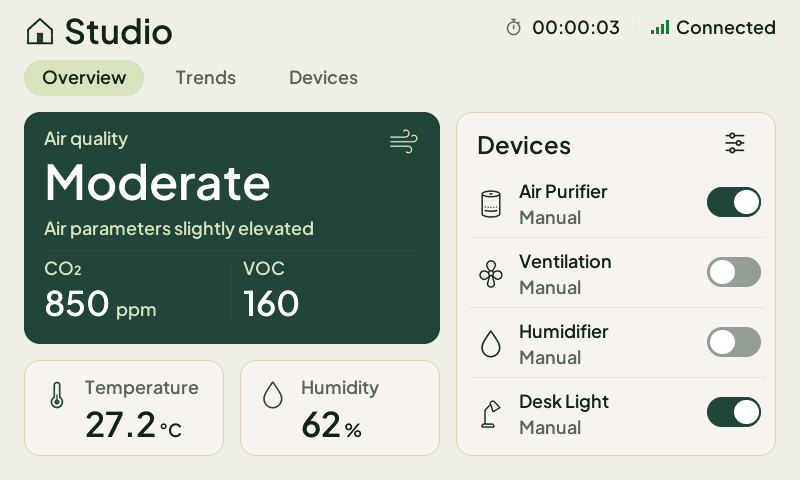 Studio
00:00:03
Connected
Overview
Trends
Devices
Air quality
Moderate
Air parameters slightly elevated
CO₂
850 ppm
VOC
160
Temperature
27.2 °C
Humidity
62 %
Devices
Air Purifier
Manual
Ventilation
Manual
Humidifier
Manual
Desk Light
Manual